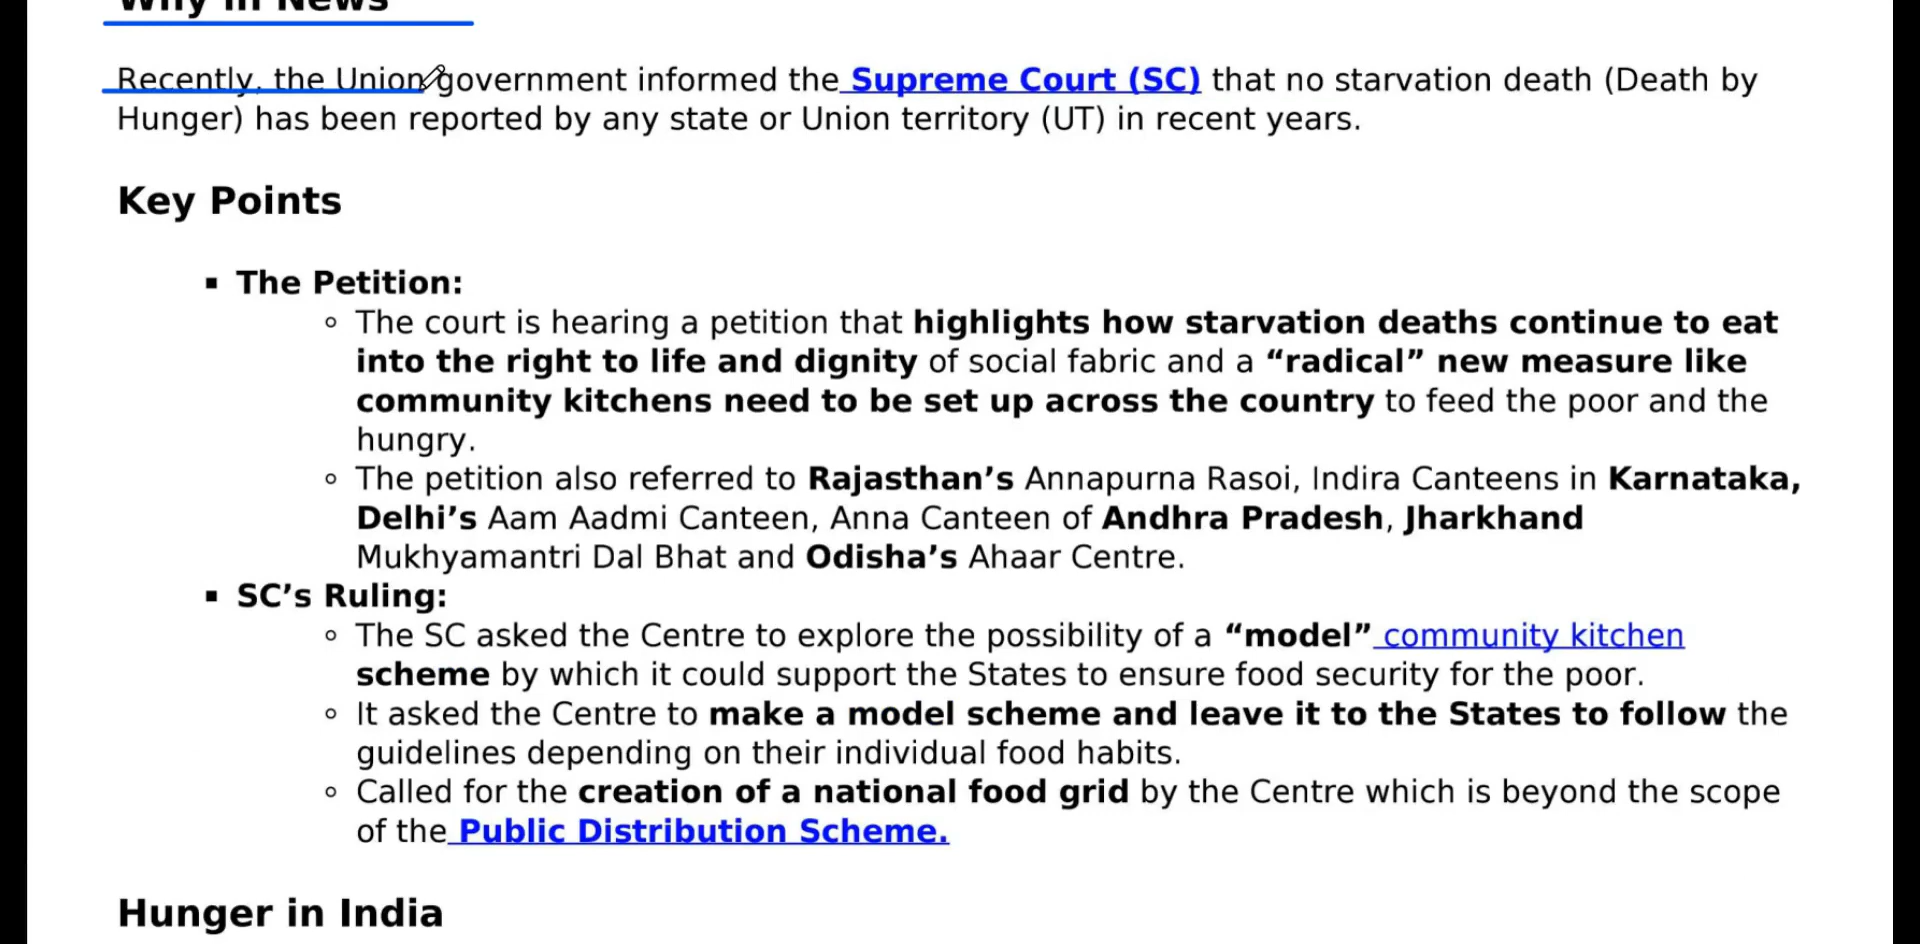 Why in News
Recently, the Union government informed the Supreme Court (SC) that no starvation death (Death by
Hunger) has been reported by any state or Union territory (UT) in recent years.
Key Points
▪ The Petition:
◦ The court is hearing a petition that highlights how starvation deaths continue to eat
into the right to life and dignity of social fabric and a “radical” new measure like
community kitchens need to be set up across the country to feed the poor and the
hungry.
◦ The petition also referred to Rajasthan’s Annapurna Rasoi, Indira Canteens in Karnataka,
Delhi’s Aam Aadmi Canteen, Anna Canteen of Andhra Pradesh, Jharkhand
Mukhyamantri Dal Bhat and Odisha’s Ahaar Centre.
▪ SC’s Ruling:
◦ The SC asked the Centre to explore the possibility of a “model” community kitchen
scheme by which it could support the States to ensure food security for the poor.
◦ It asked the Centre to make a model scheme and leave it to the States to follow the
guidelines depending on their individual food habits.
◦ Called for the creation of a national food grid by the Centre which is beyond the scope
of the Public Distribution Scheme.
Hunger in India